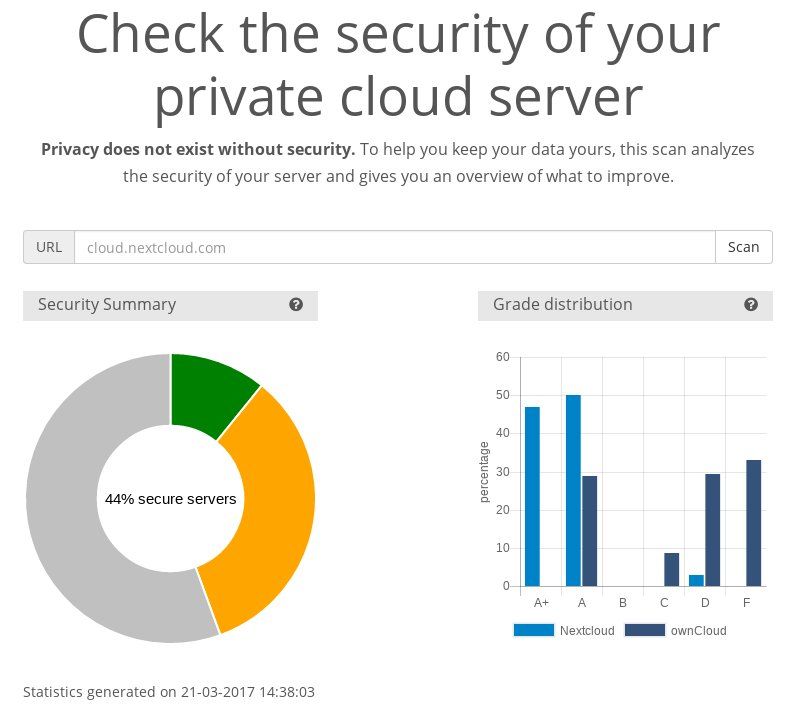 Check the security of your
private cloud server
Privacy does not exist without security. To help you keep your data yours, this scan analyzes
the security of your server and gives you an overview of what to improve.
URL cloud.nextcloud.com Scan
Security Summary ?
Grade distribution ?
44% secure servers
60
50
40
30
20
10
0
percentage
A+ A B C D F
Nextcloud ownCloud
Statistics generated on 21-03-2017 14:38:03